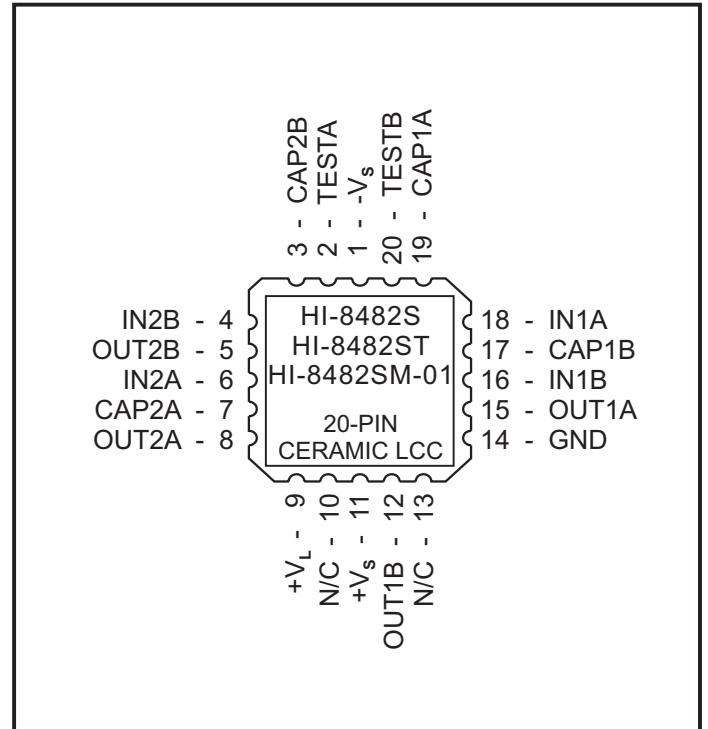 3 - CAP2B
2 - TESTA
1 - -Vs
20 - TESTB
19 - CAP1A
IN2B - 4
OUT2B - 5
IN2A - 6
CAP2A - 7
OUT2A - 8
HI-8482S
HI-8482ST
HI-8482SM-01
20-PIN
CERAMIC LCC
18 - IN1A
17 - CAP1B
16 - IN1B
15 - OUT1A
14 - GND
+VL - 9
N/C - 10
+Vs - 11
OUT1B - 12
N/C - 13